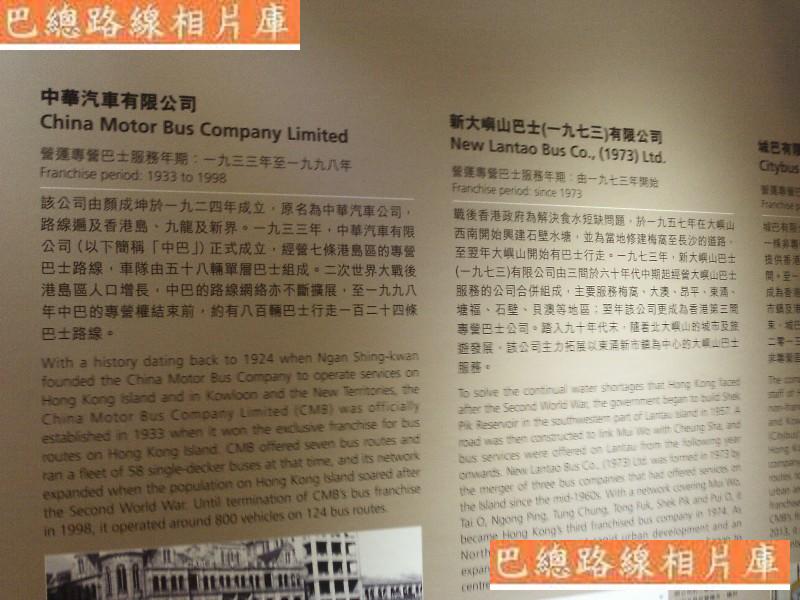 巴總路線相片庫
中華汽車有限公司
China Motor Bus Company Limited
營運專營巴士服務年期：一九三三年至一九九八年
Franchise period: 1933 to 1998
該公司由顏成坤於一九二四年成立，原名為中華汽車公司，
路線遍及香港島、九龍及新界。一九三三年，中華汽車有限
公司（以下簡稱「中巴」）正式成立，經營七條港島區的專營
巴士路線，車隊由五十八輛單層巴士組成。二次世界大戰後
港島區人口增長，中巴的路線網絡亦不斷擴展，至一九九八
年中巴的專營權結束前，約有八百輛巴士行走一百二十四條
巴士路線。
With a history dating back to 1924 when Ngan Shing-kwan
founded the China Motor Bus Company to operate services on
Hong Kong Island and in Kowloon and the New Territories, the
China Motor Bus Company Limited (CMB) was officially
established in 1933 when it won the exclusive franchise for bus
routes on Hong Kong Island. CMB offered seven bus routes and
ran a fleet of 58 single-decker buses at that time, and its network
expanded when the population on Hong Kong Island soared after
the Second World War. Until termination of CMB's bus franchise
in 1998, it operated around 800 vehicles on 124 bus routes.
新大嶼山巴士(一九七三)有限公司
New Lantao Bus Co., (1973) Ltd.
營運專營巴士服務年期：由一九七三年開始
Franchise period: since 1973
戰後香港政府為解決食水短缺問題，於一九五七年在大嶼山
西南開始興建石壁水塘，並為當地修建梅窩至長沙的道路，
至翌年大嶼山開始有巴士行走。一九七三年，新大嶼山巴士
(一九七三)有限公司由三間於六十年代中期起經營大嶼山巴士
服務的公司合併組成，主要服務梅窩、大澳、昂平、東涌、
塘福、石壁、貝澳等地區；翌年該公司更成為香港第三間
專營巴士公司。踏入九十年代末，隨着北大嶼山的城市及旅
遊發展，該公司主力拓展以東涌新市鎮為中心的大嶼山巴士
服務。
To solve the continual water shortages that Hong Kong faced
after the Second World War, the government began to build Shek
Pik Reservoir in the southwestern part of Lantau Island in 1957. A
road was then constructed to link Mui Wo with Cheung Sha, and
bus services were offered on Lantau from the following year
onwards. New Lantao Bus Co., (1973) Ltd. was formed in 1973 by
the merger of three bus companies that had offered services on
the Island since the mid-1960s. With a network covering Mui Wo,
Tai O, Ngong Ping, Tung Chung, Tong Fuk, Shek Pik and Pui O, it
became Hong Kong's third franchised bus company in 1974. As
North urban development and an
expan
centre
城巴有限
Citybus
營運專營
Franchise
巴總路線相片庫